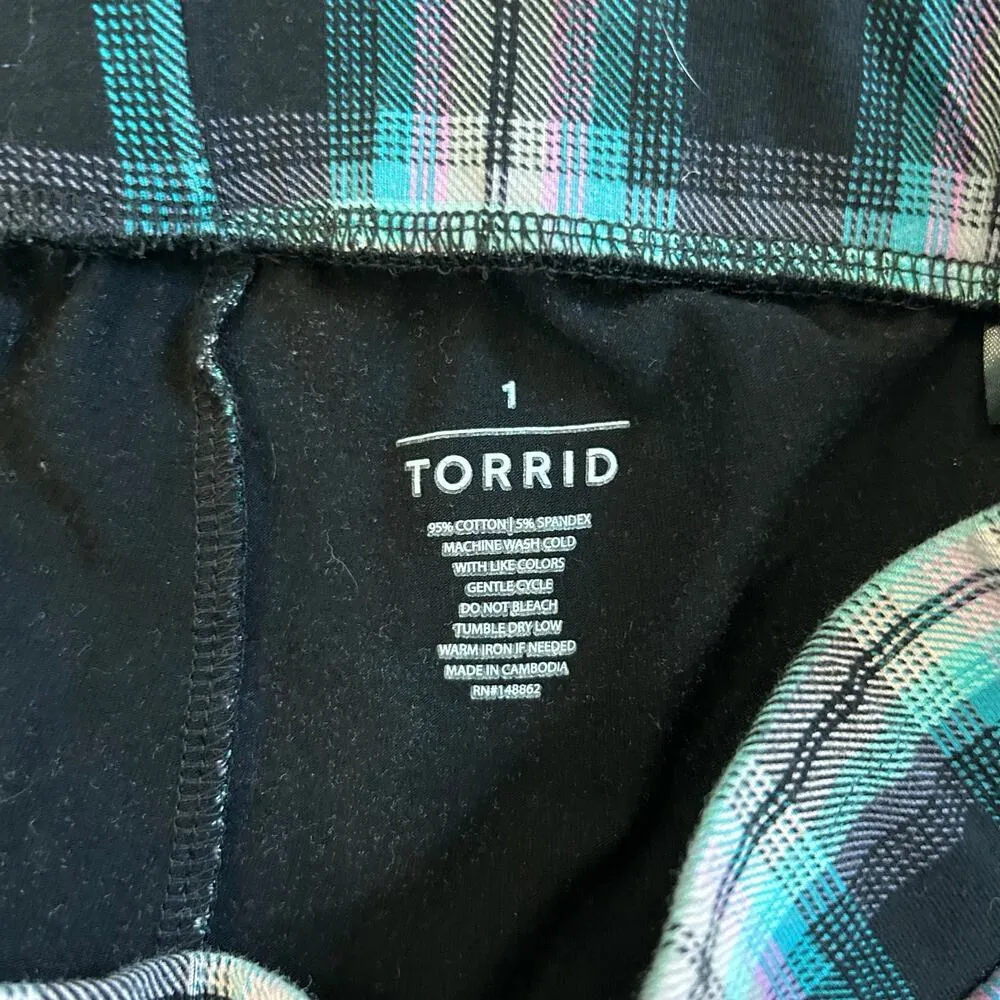 1
TORRID
95% COTTON | 5% SPANDEX
MACHINE WASH COLD
WITH LIKE COLORS
GENTLE CYCLE
DO NOT BLEACH
TUMBLE DRY LOW
WARM IRON IF NEEDED
MADE IN CAMBODIA
RN#148862